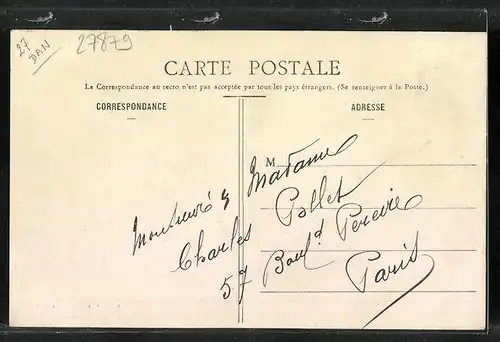 27
DAN
27879
CARTE POSTALE
La Correspondance au recto n'est pas acceptée par tous les pays étrangers. (Se renseigner à la Poste.)
CORRESPONDANCE
ADRESSE
M
Madame
Charles Pollet
57 Boul.d Pereire
Paris